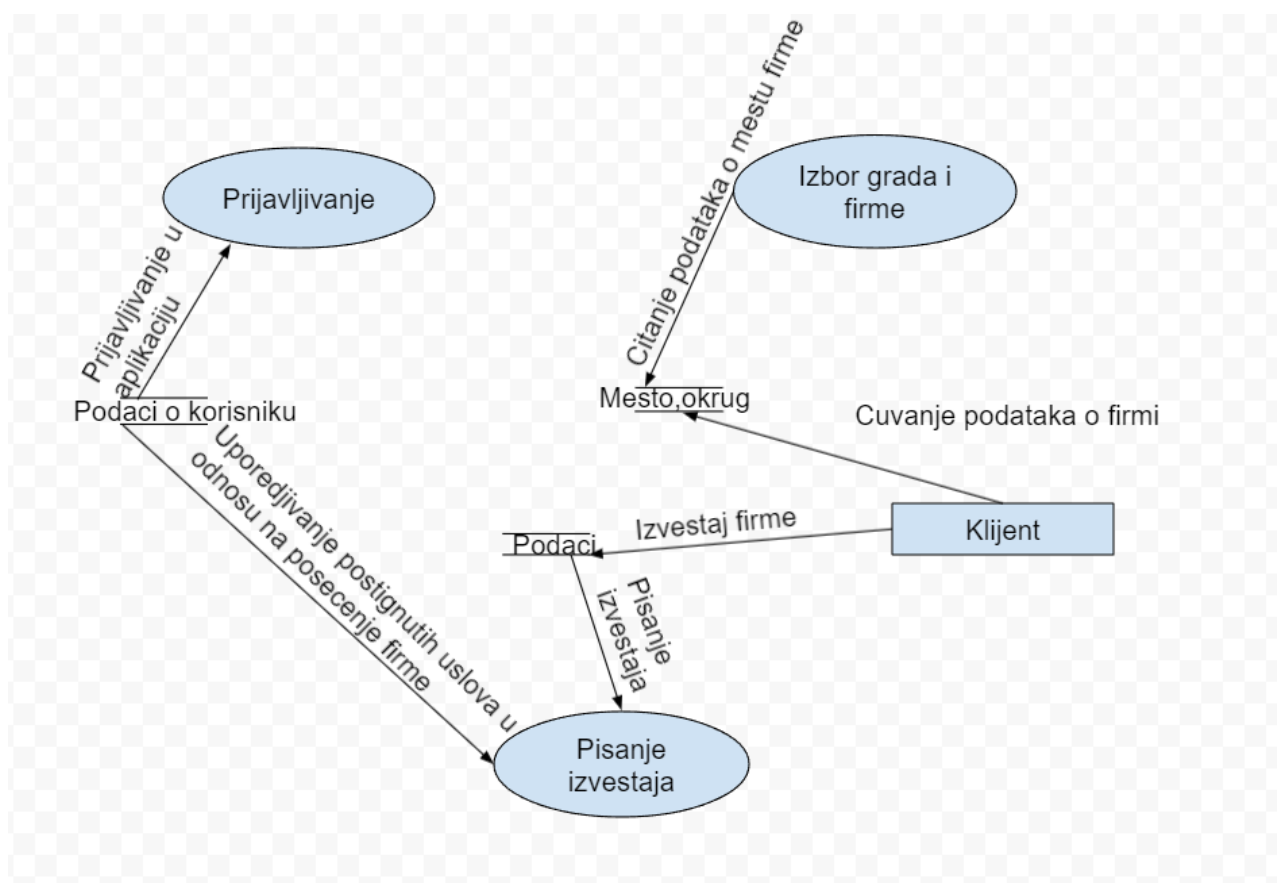 Citanje podataka o mestu firme
Prijavljivanje
Izbor grada i
firme
Prijavljivanje u
aplikaciju
Podaci o korisniku
Mesto,okrug
Cuvanje podataka o firmi
Uporedjivanje postignutih uslova u
odnosu na posecenje firme
Podaci
Izvestaj firme
Klijent
Pisanje
izvestaja
Pisanje
izvestaja